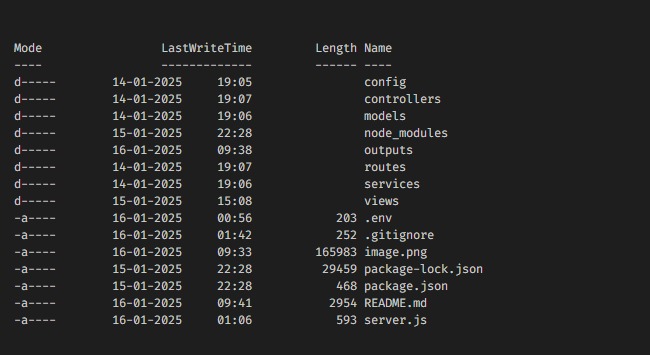 Mode                 LastWriteTime         Length Name
----                 -------------         ------ ----
d-----        14-01-2025     19:05                config
d-----        14-01-2025     19:07                controllers
d-----        14-01-2025     19:06                models
d-----        15-01-2025     22:28                node_modules
d-----        16-01-2025     09:38                outputs
d-----        14-01-2025     19:07                routes
d-----        14-01-2025     19:06                services
d-----        15-01-2025     15:08                views
-a----        16-01-2025     00:56            203 .env
-a----        16-01-2025     01:42            252 .gitignore
-a----        16-01-2025     09:33         165983 image.png
-a----        15-01-2025     22:28          29459 package-lock.json
-a----        15-01-2025     22:28            468 package.json
-a----        16-01-2025     09:41           2954 README.md
-a----        16-01-2025     01:06            593 server.js